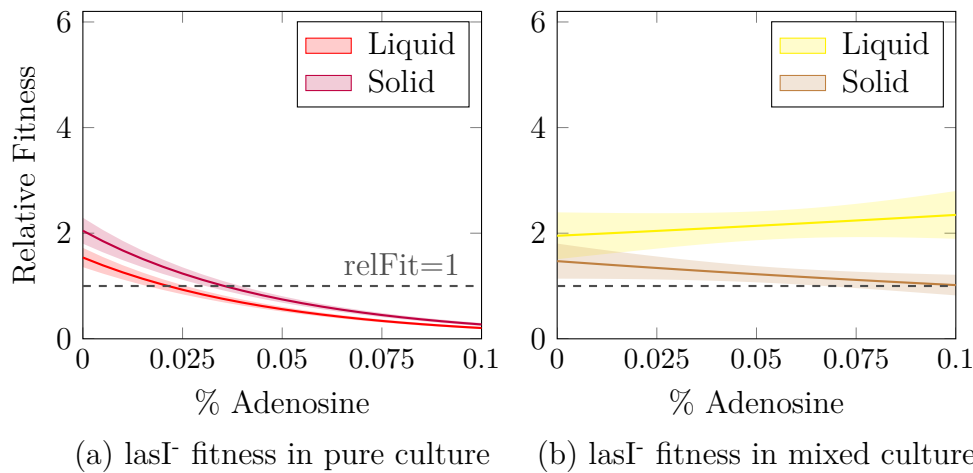 6
4
2
0
Relative Fitness
Liquid
Solid
relFit=1
0 0.025 0.05 0.075 0.1
% Adenosine
(a) lasI- fitness in pure culture
6
4
2
0
Liquid
Solid
0 0.025 0.05 0.075 0.1
% Adenosine
(b) lasI- fitness in mixed culture